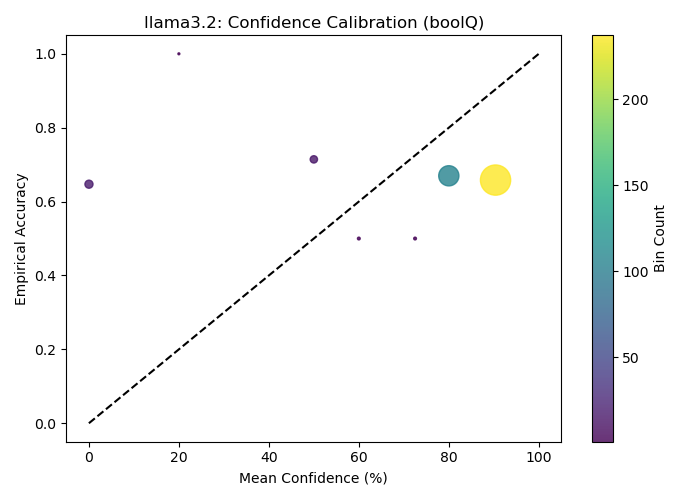 llama3.2: Confidence Calibration (boolQ)
1.0
0.8
0.6
0.4
0.2
0.0
Empirical Accuracy
0 20 40 60 80 100
Mean Confidence (%)
200
150
100
50
Bin Count